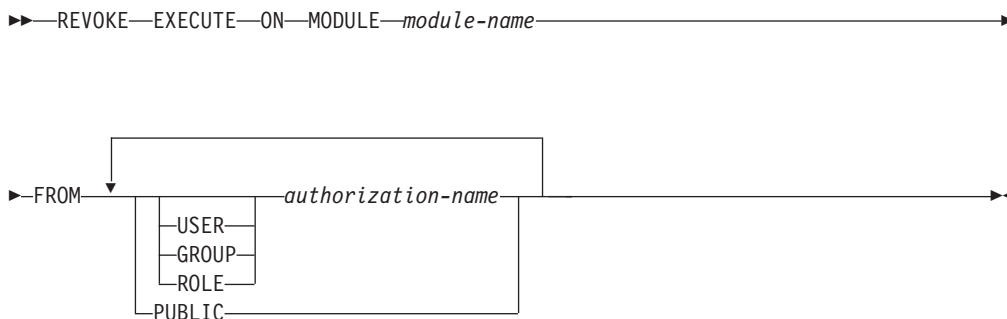 REVOKE EXECUTE ON MODULE module-name
FROM authorization-name
USER
GROUP
ROLE
PUBLIC